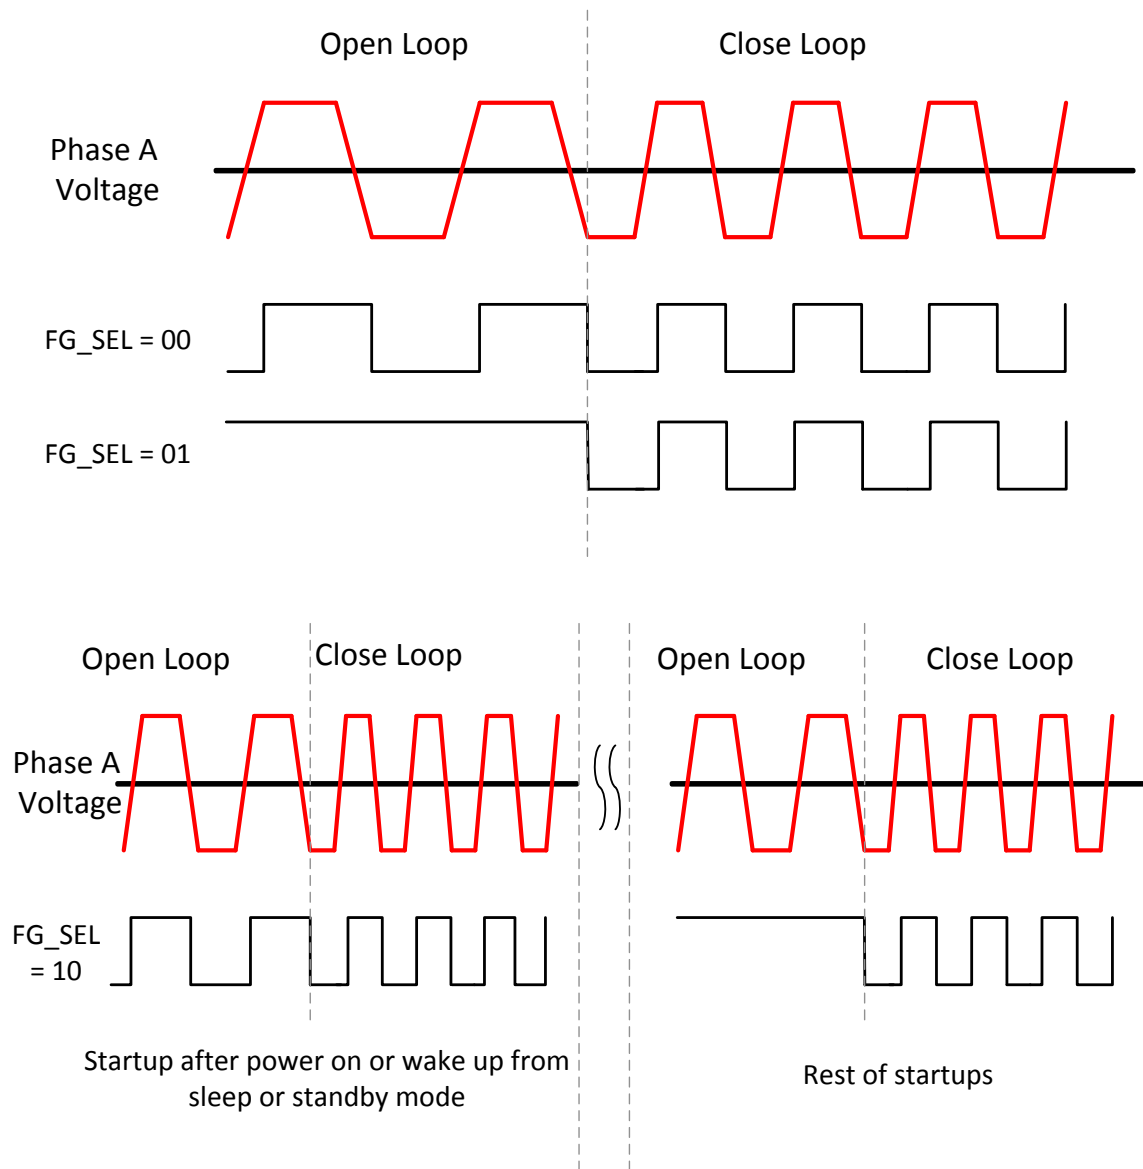 Open Loop
Close Loop
Phase A
Voltage
FG_SEL = 00
FG_SEL = 01
Open Loop
Close Loop
Open Loop
Close Loop
Phase A
Voltage
FG_SEL
= 10
Startup after power on or wake up from
sleep or standby mode
Rest of startups